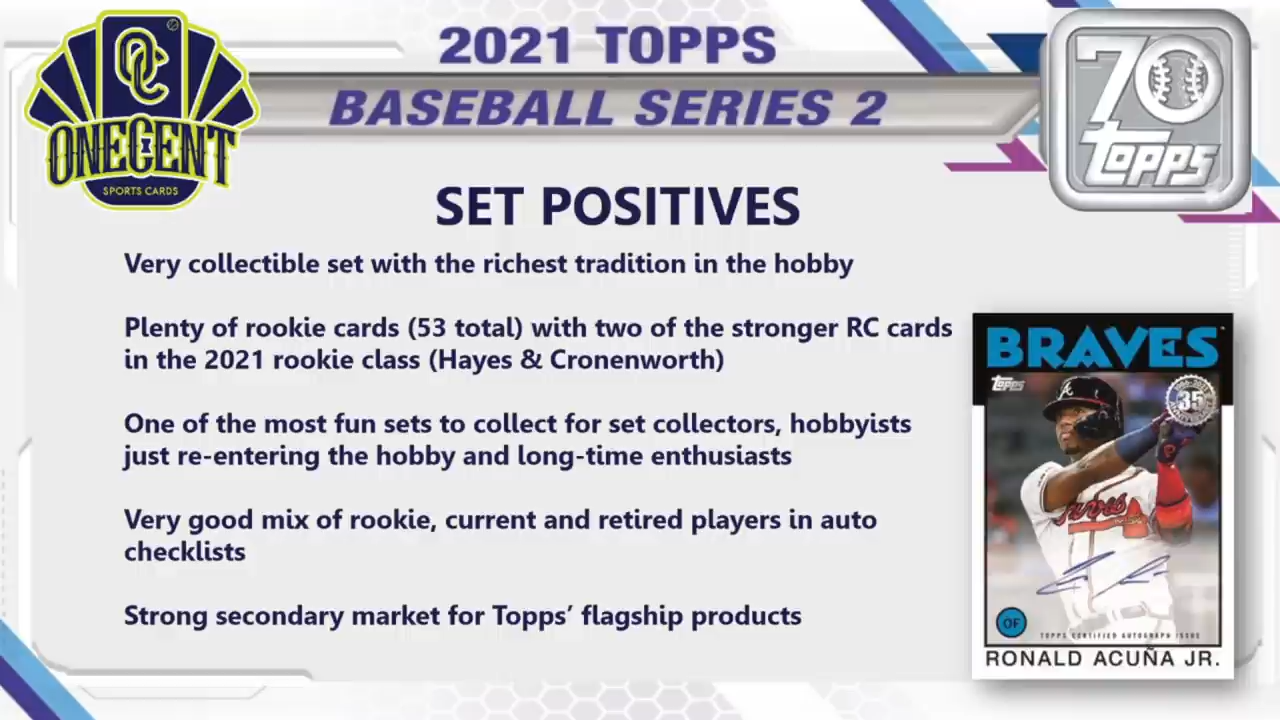 2021 TOPPS
BASEBALL SERIES 2
OC
ONECENT
SPORTS CARDS
70
topps
SET POSITIVES
Very collectible set with the richest tradition in the hobby
Plenty of rookie cards (53 total) with two of the stronger RC cards
in the 2021 rookie class (Hayes & Cronenworth)
One of the most fun sets to collect for set collectors, hobbyists
just re-entering the hobby and long-time enthusiasts
Very good mix of rookie, current and retired players in auto
checklists
Strong secondary market for Topps’ flagship products
BRAVES
topps
35
Braves
OF
TOPPS CERTIFIED AUTOGRAPH ISSUE
RONALD ACUÑA JR.